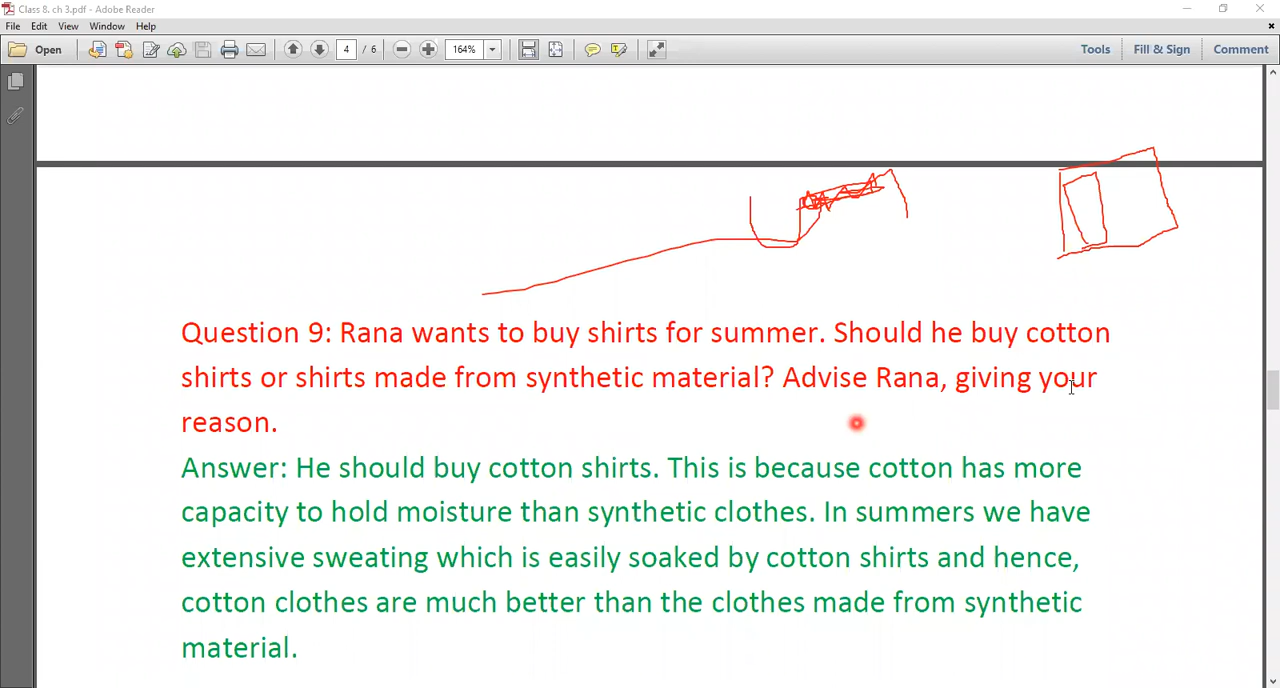 Class 8. ch 3.pdf - Adobe Reader
File Edit View Window Help
Open 4 / 6 164% Tools Fill & Sign Comment
Question 9: Rana wants to buy shirts for summer. Should he buy cotton
shirts or shirts made from synthetic material? Advise Rana, giving your
reason.
Answer: He should buy cotton shirts. This is because cotton has more
capacity to hold moisture than synthetic clothes. In summers we have
extensive sweating which is easily soaked by cotton shirts and hence,
cotton clothes are much better than the clothes made from synthetic
material.